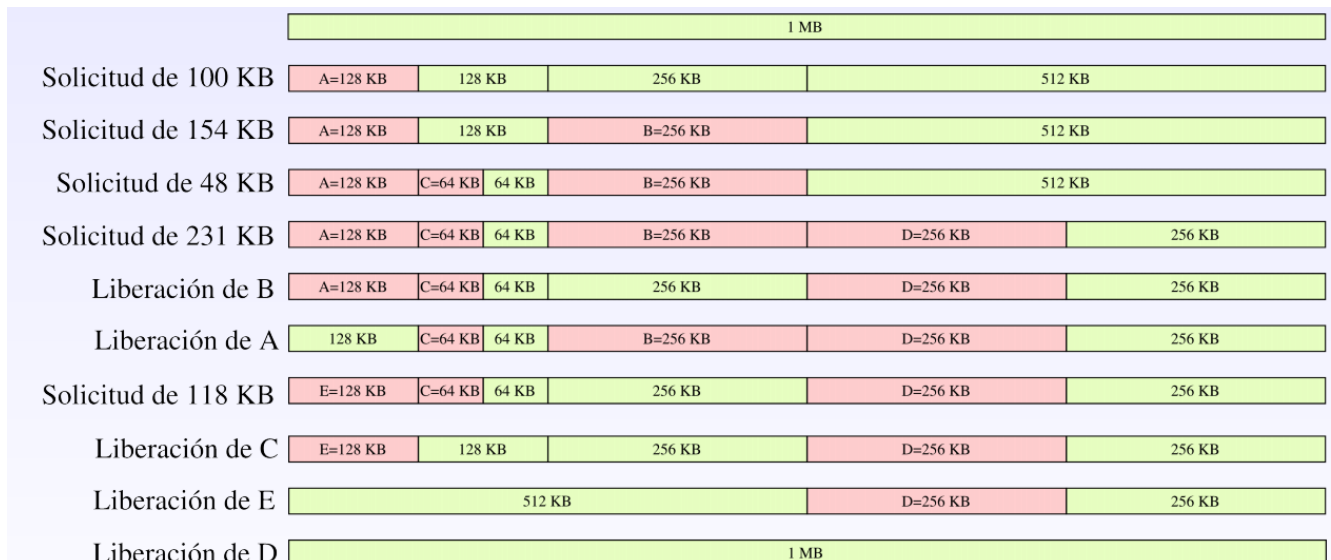 1 MB
Solicitud de 100 KB A=128 KB 128 KB 256 KB 512 KB
Solicitud de 154 KB A=128 KB 128 KB B=256 KB 512 KB
Solicitud de 48 KB A=128 KB C=64 KB 64 KB B=256 KB 512 KB
Solicitud de 231 KB A=128 KB C=64 KB 64 KB B=256 KB D=256 KB 256 KB
Liberación de B A=128 KB C=64 KB 64 KB 256 KB D=256 KB 256 KB
Liberación de A 128 KB C=64 KB 64 KB B=256 KB D=256 KB 256 KB
Solicitud de 118 KB E=128 KB C=64 KB 64 KB 256 KB D=256 KB 256 KB
Liberación de C E=128 KB 128 KB 256 KB D=256 KB 256 KB
Liberación de E 512 KB D=256 KB 256 KB
Liberación de D 1 MB